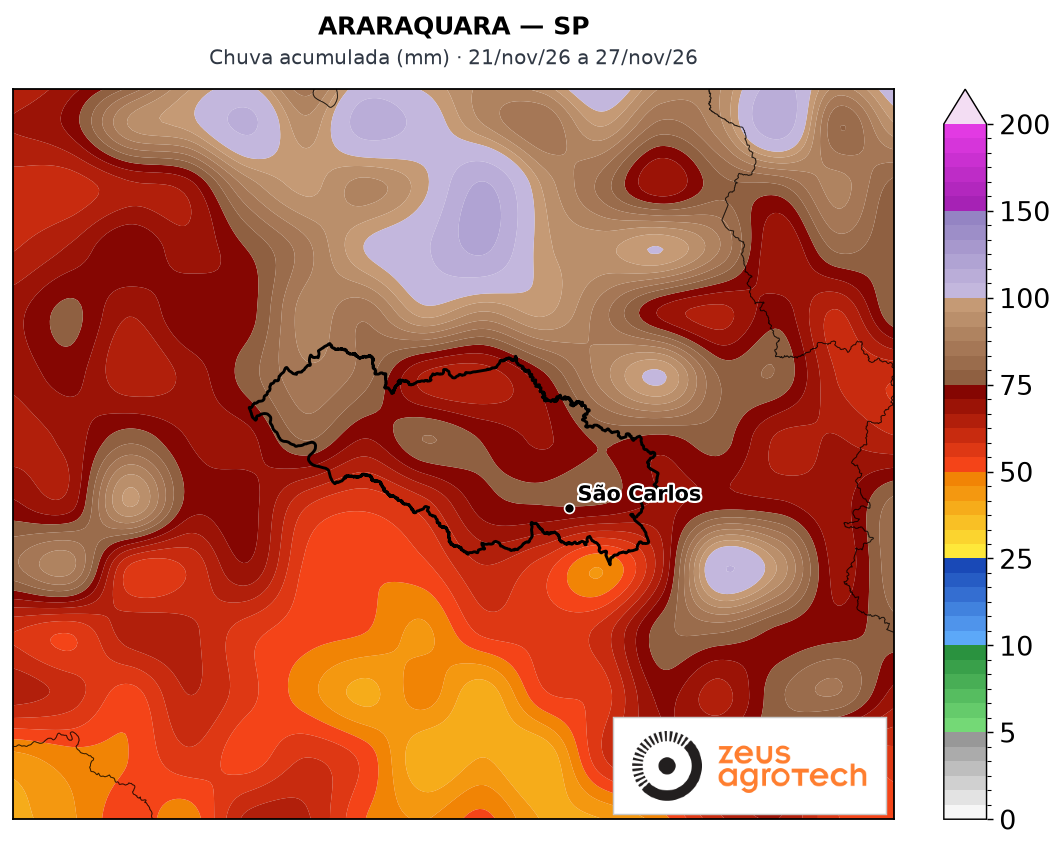 ARARAQUARA — SP
Chuva acumulada (mm) · 21/nov/26 a 27/nov/26
200
150
100
75
50
25
10
5
0
São Carlos
zeus
agrotech